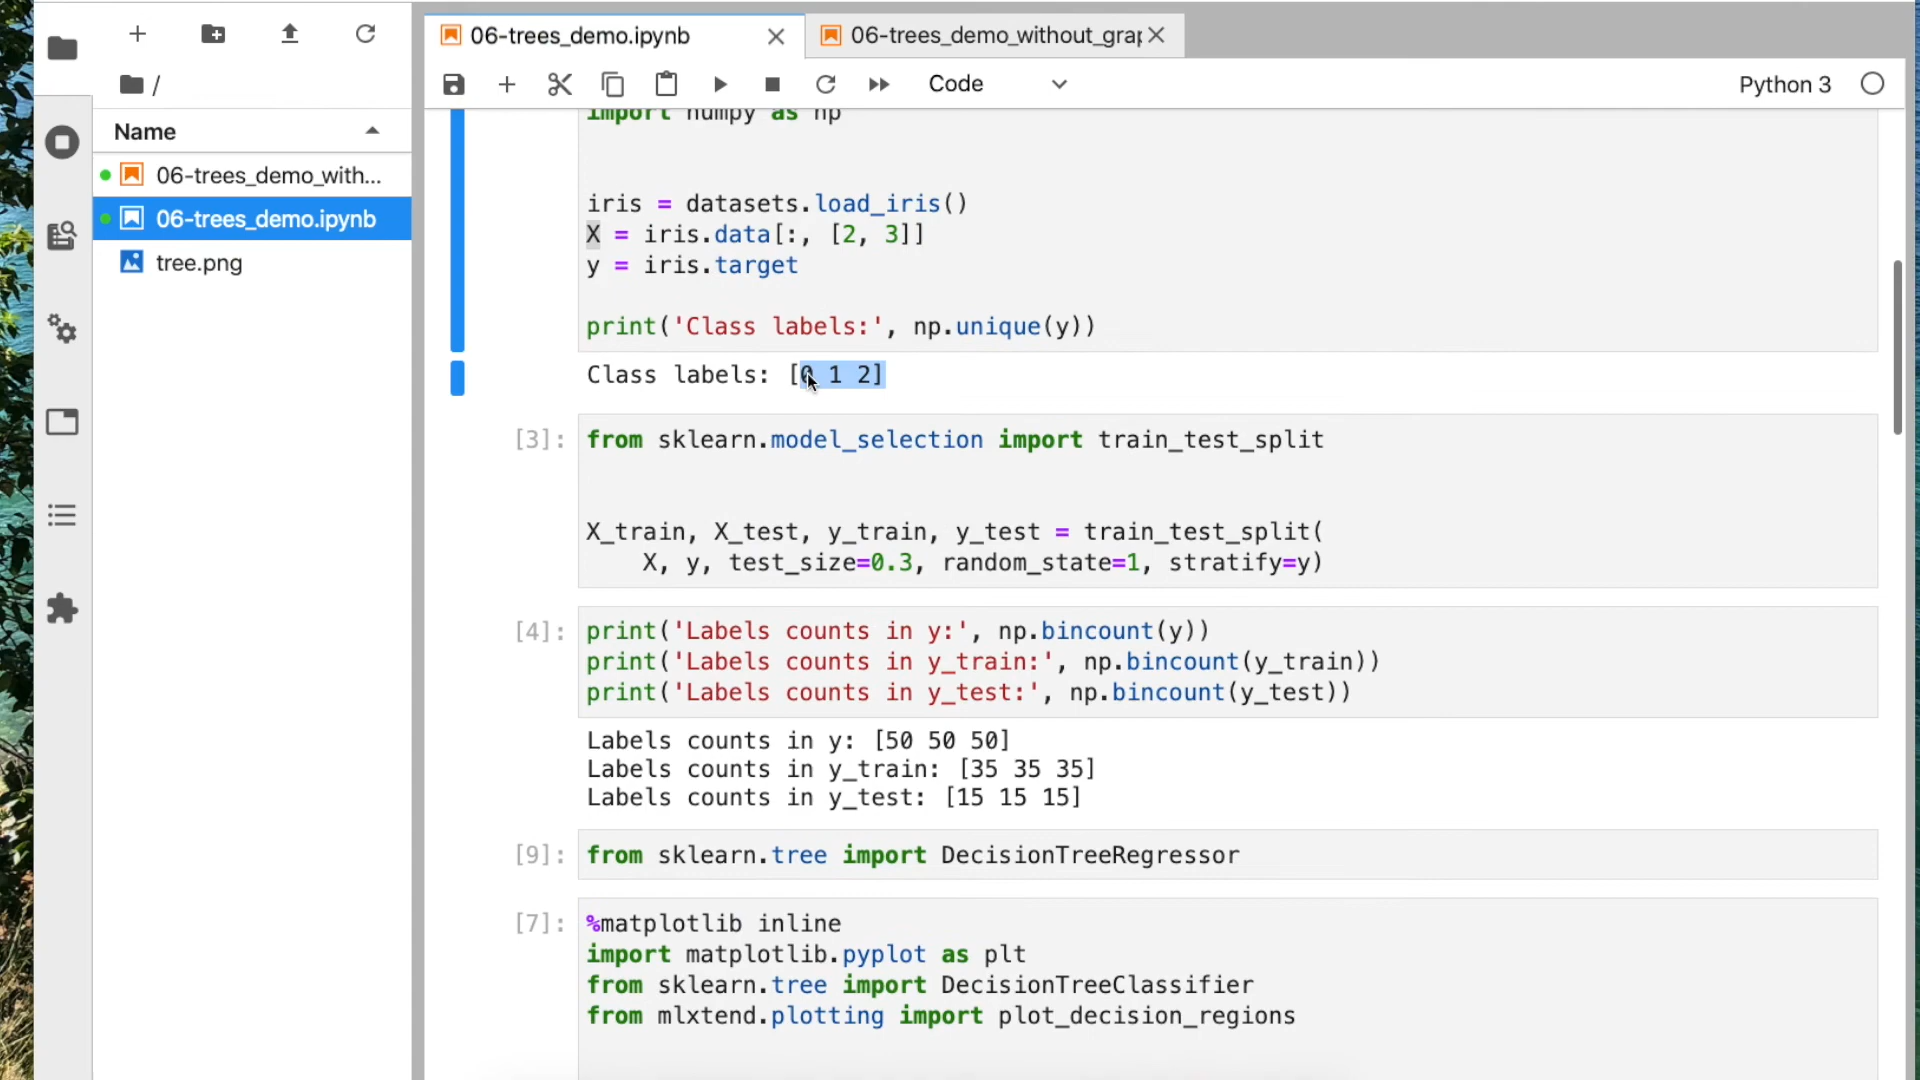 06-trees_demo.ipynb
06-trees_demo_without_grap
/
Code
Python 3
Name
06-trees_demo_with...
06-trees_demo.ipynb
tree.png
import numpy as np
iris = datasets.load_iris()
X = iris.data[:, [2, 3]]
y = iris.target
print('Class labels:', np.unique(y))
Class labels: [0 1 2]
[3]:
from sklearn.model_selection import train_test_split
X_train, X_test, y_train, y_test = train_test_split(
X, y, test_size=0.3, random_state=1, stratify=y)
[4]:
print('Labels counts in y:', np.bincount(y))
print('Labels counts in y_train:', np.bincount(y_train))
print('Labels counts in y_test:', np.bincount(y_test))
Labels counts in y: [50 50 50]
Labels counts in y_train: [35 35 35]
Labels counts in y_test: [15 15 15]
[9]:
from sklearn.tree import DecisionTreeRegressor
[7]:
%matplotlib inline
import matplotlib.pyplot as plt
from sklearn.tree import DecisionTreeClassifier
from mlxtend.plotting import plot_decision_regions